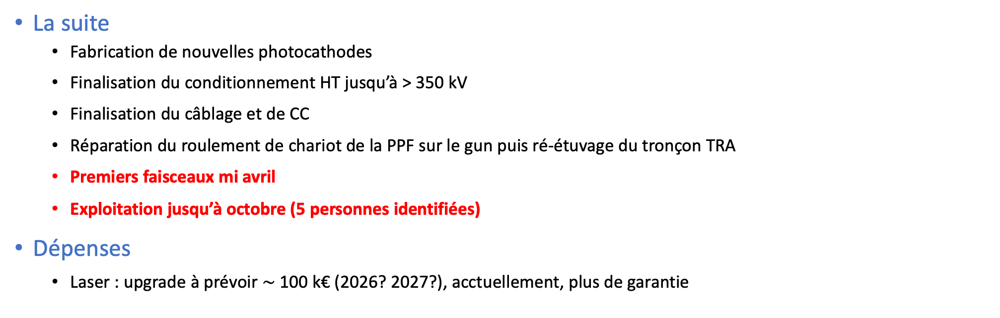 • La suite
• Fabrication de nouvelles photocathodes
• Finalisation du conditionnement HT jusqu’à > 350 kV
• Finalisation du câblage et de CC
• Réparation du roulement de chariot de la PPF sur le gun puis ré-étuvage du tronçon TRA
• Premiers faisceaux mi avril
• Exploitation jusqu’à octobre (5 personnes identifiées)
• Dépenses
• Laser : upgrade à prévoir ~ 100 k€ (2026? 2027?), acctuellement, plus de garantie